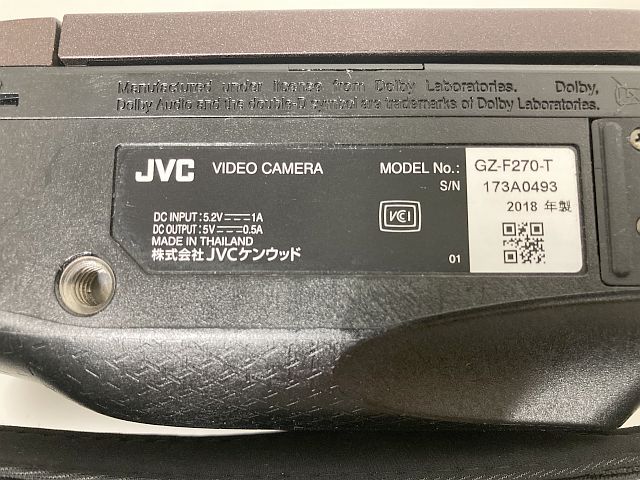 Manufactured under license from Dolby Laboratories. Dolby,
Dolby Audio and the double-D symbol are trademarks of Dolby Laboratories.
JVC VIDEO CAMERA MODEL No.: GZ-F270-T
S/N 173A0493
VCCI 2018 年製
DC INPUT : 5.2V⎓1A
DC OUTPUT : 5V⎓0.5A
MADE IN THAILAND
株式会社JVCケンウッド 01